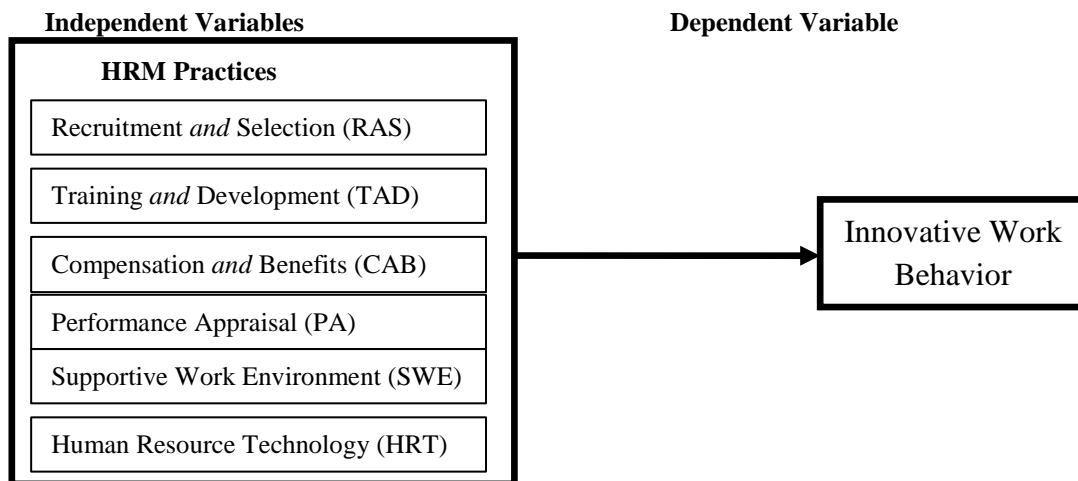 Independent Variables
Dependent Variable
HRM Practices
Recruitment and Selection (RAS)
Training and Development (TAD)
Compensation and Benefits (CAB)
Performance Appraisal (PA)
Supportive Work Environment (SWE)
Human Resource Technology (HRT)
Innovative Work
Behavior